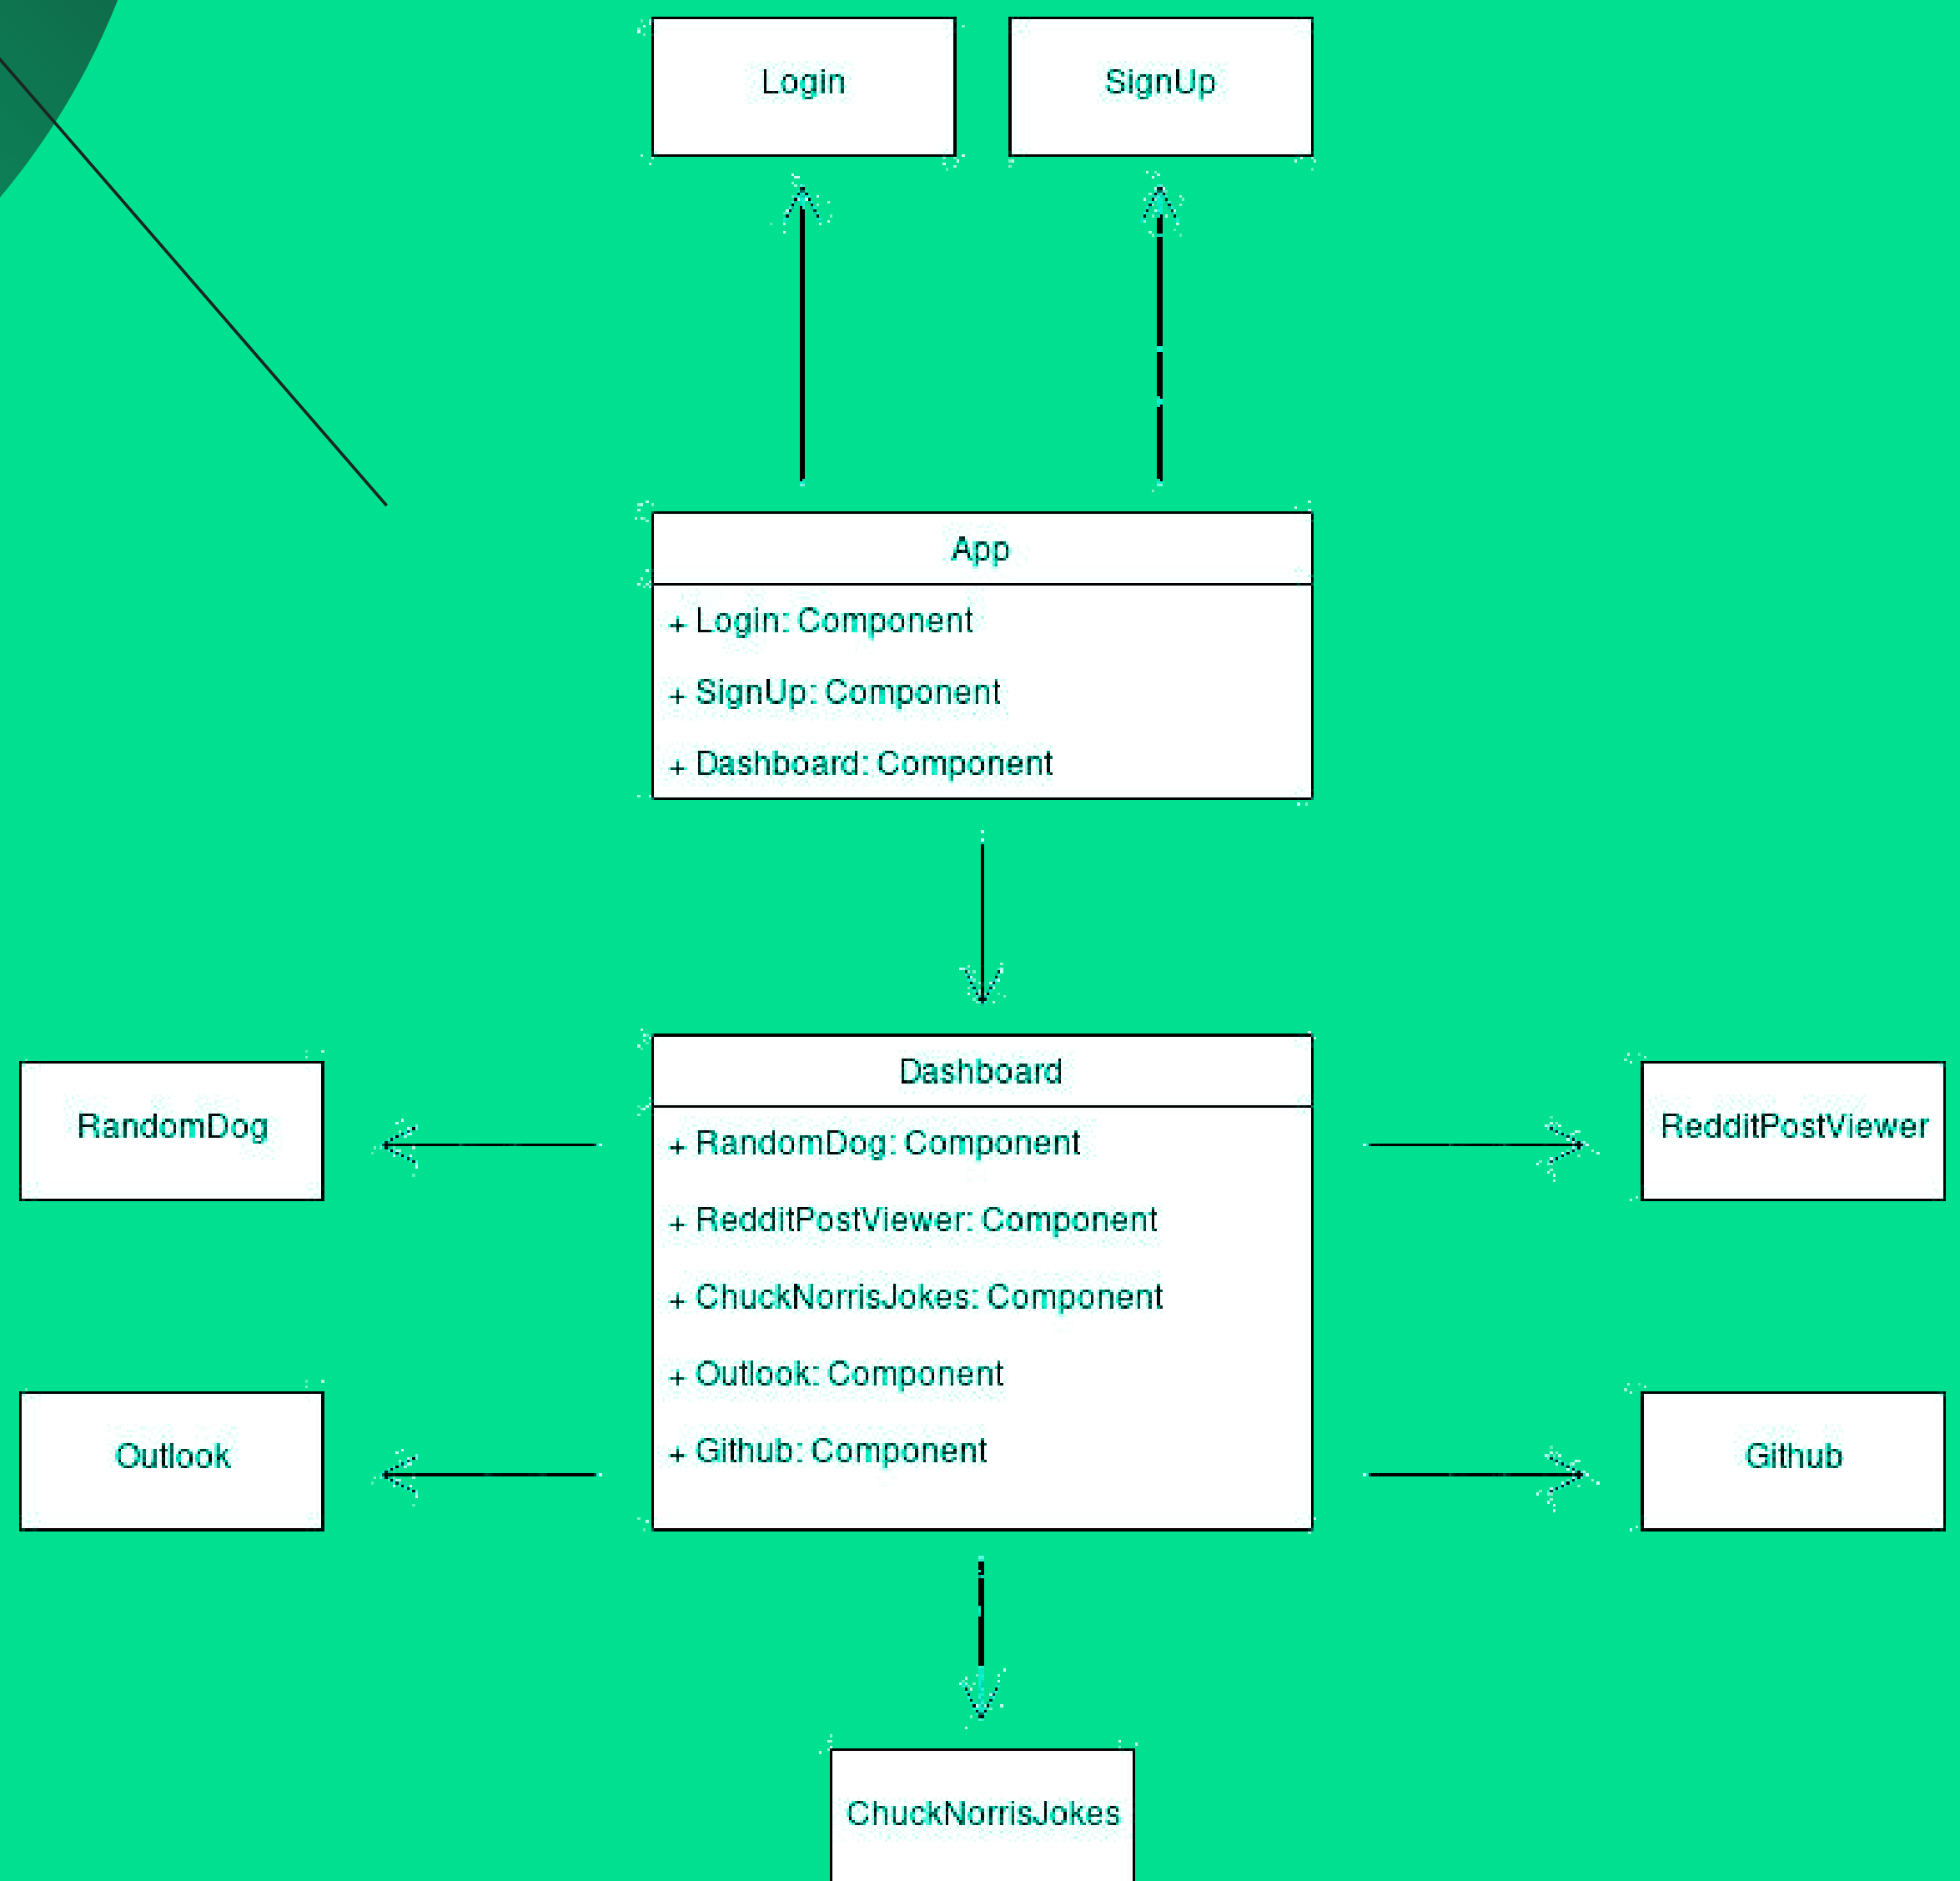 Login
SignUp
App
+ Login: Component
+ SignUp: Component
+ Dashboard: Component
Dashboard
+ RandomDog: Component
+ RedditPostViewer: Component
+ ChuckNorrisJokes: Component
+ Outlook: Component
+ Github: Component
RandomDog
RedditPostViewer
Outlook
Github
ChuckNorrisJokes